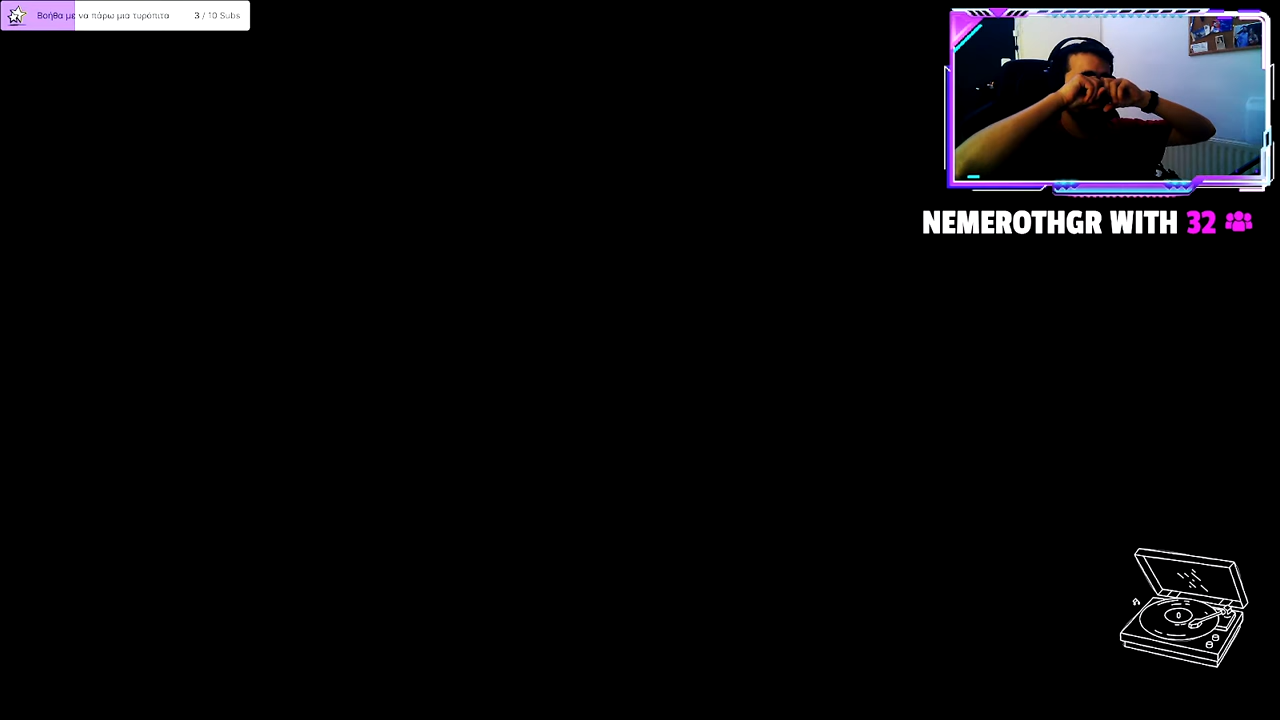 Βοήθα με να πάρω μια τυρόπιτα 3 / 10 Subs
NEMEROTHGR WITH 32